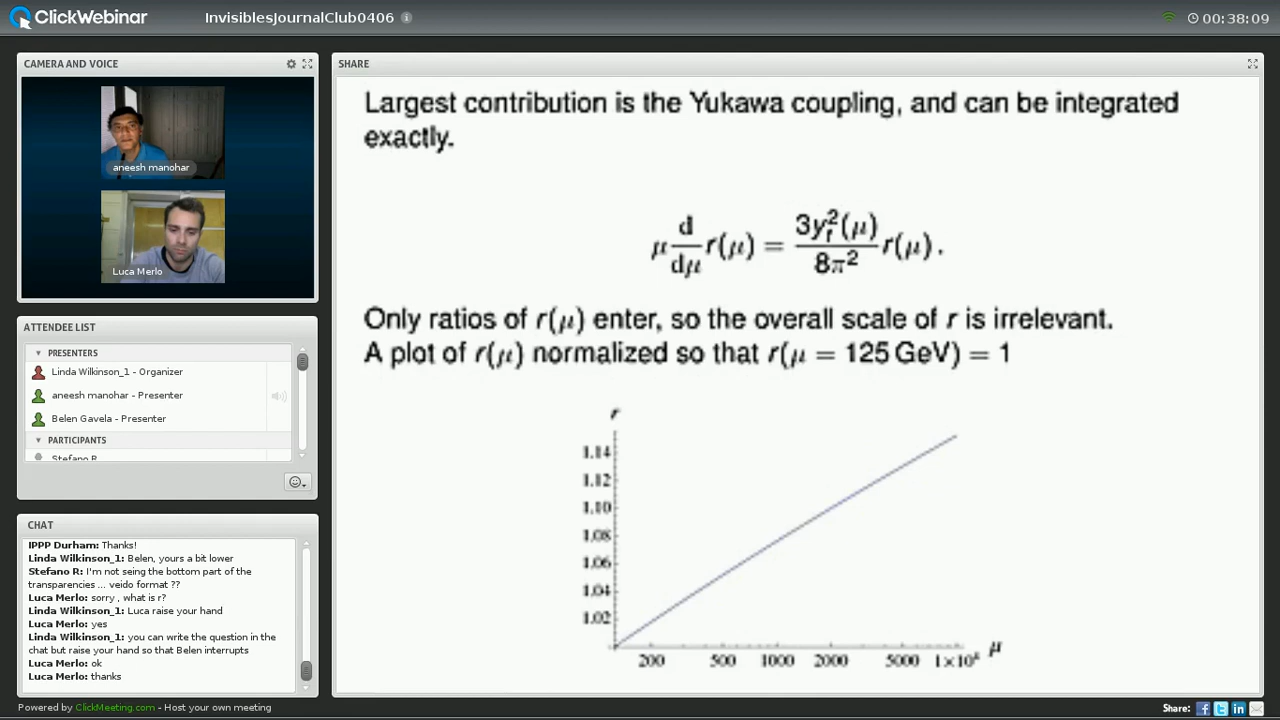 ClickWebinar
InvisiblesJournalClub0406
00:38:09
CAMERA AND VOICE
aneesh manohar
Luca Merlo
ATTENDEE LIST
PRESENTERS
Linda Wilkinson_1 - Organizer
aneesh manohar - Presenter
Belen Gavela - Presenter
PARTICIPANTS
Stefano R
CHAT
IPPP Durham: Thanks!
Linda Wilkinson_1: Belen, yours a bit lower
Stefano R: I'm not seing the bottom part of the
transparencies ... veido format ??
Luca Merlo: sorry , what is r?
Linda Wilkinson_1: Luca raise your hand
Luca Merlo: yes
Linda Wilkinson_1: you can write the question in the
chat but raise your hand so that Belen interrupts
Luca Merlo: ok
Luca Merlo: thanks
SHARE
Largest contribution is the Yukawa coupling, and can be integrated
exactly.
μ d/dμ r(μ) = 3y_t^2(μ)/8π^2 r(μ) .
Only ratios of r(μ) enter, so the overall scale of r is irrelevant.
A plot of r(μ) normalized so that r(μ = 125 GeV) = 1
r
1.14
1.12
1.10
1.08
1.06
1.04
1.02
200 500 1000 2000 5000 1×10⁴ μ
Powered by ClickMeeting.com - Host your own meeting
Share: